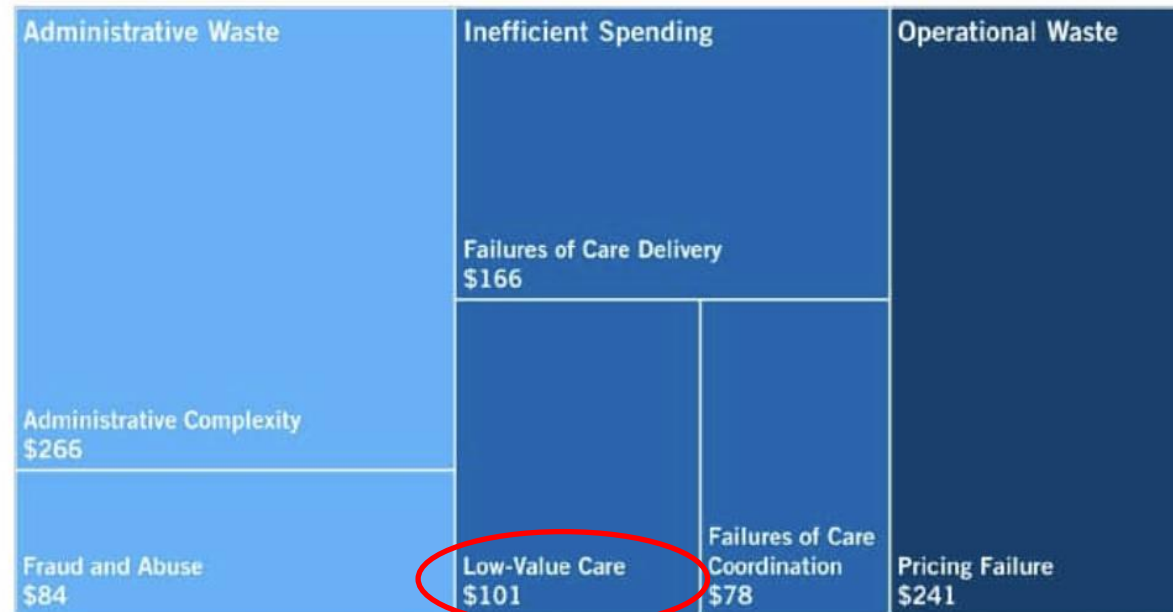 Administrative Waste
Administrative Complexity
$266
Fraud and Abuse
$84
Inefficient Spending
Failures of Care Delivery
$166
Low-Value Care
$101
Failures of Care
Coordination
$78
Operational Waste
Pricing Failure
$241